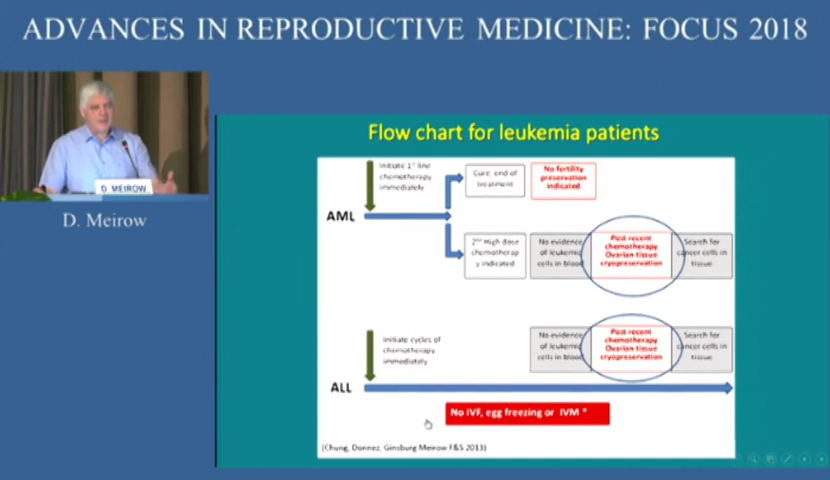 ADVANCES IN REPRODUCTIVE MEDICINE: FOCUS 2018
D. MEIROW
D. Meirow
Flow chart for leukemia patients
Initiate 1st line
chemotherapy
immediately
Cure, end of
treatment
No fertility
preservation
indicated
AML
2nd High dose
chemotherap
y indicated
No evidence
of leukemic
cells in blood
Post recent
chemotherapy
Ovarian tissue
cryopreservation
Search for
cancer cells in
tissue
Initiate cycles of
chemotherapy
immediately
No evidence
of leukemic
cells in blood
Post recent
chemotherapy
Ovarian tissue
cryopreservation
Search for
cancer cells in
tissue
ALL
No IVF, egg freezing or IVM *
(Chung, Donnez, Ginsburg Meirow F&S 2013)